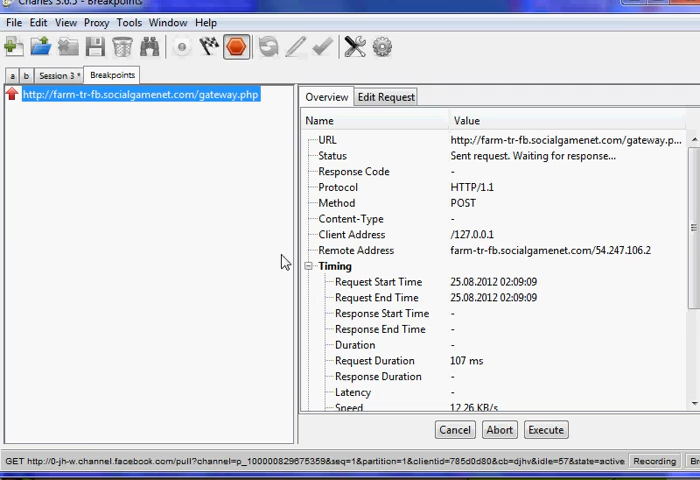 Charles 3.6.5 - Breakpoints
File Edit View Proxy Tools Window Help
a b Session 3 * Breakpoints
http://farm-tr-fb.socialgamenet.com/gateway.php
Overview Edit Request
Name Value
URL http://farm-tr-fb.socialgamenet.com/gateway.p...
Status Sent request. Waiting for response...
Response Code -
Protocol HTTP/1.1
Method POST
Content-Type -
Client Address /127.0.0.1
Remote Address farm-tr-fb.socialgamenet.com/54.247.106.2
Timing
Request Start Time 25.08.2012 02:09:09
Request End Time 25.08.2012 02:09:09
Response Start Time -
Response End Time -
Duration -
Request Duration 107 ms
Response Duration -
Latency -
Speed 12.26 KB/s
Cancel Abort Execute
GET http://0-jh-w.channel.facebook.com/pull?channel=p_100000829675359&seq=1&partition=1&clientid=785d0d80&cb=djhv&idle=57&state=active Recording Br